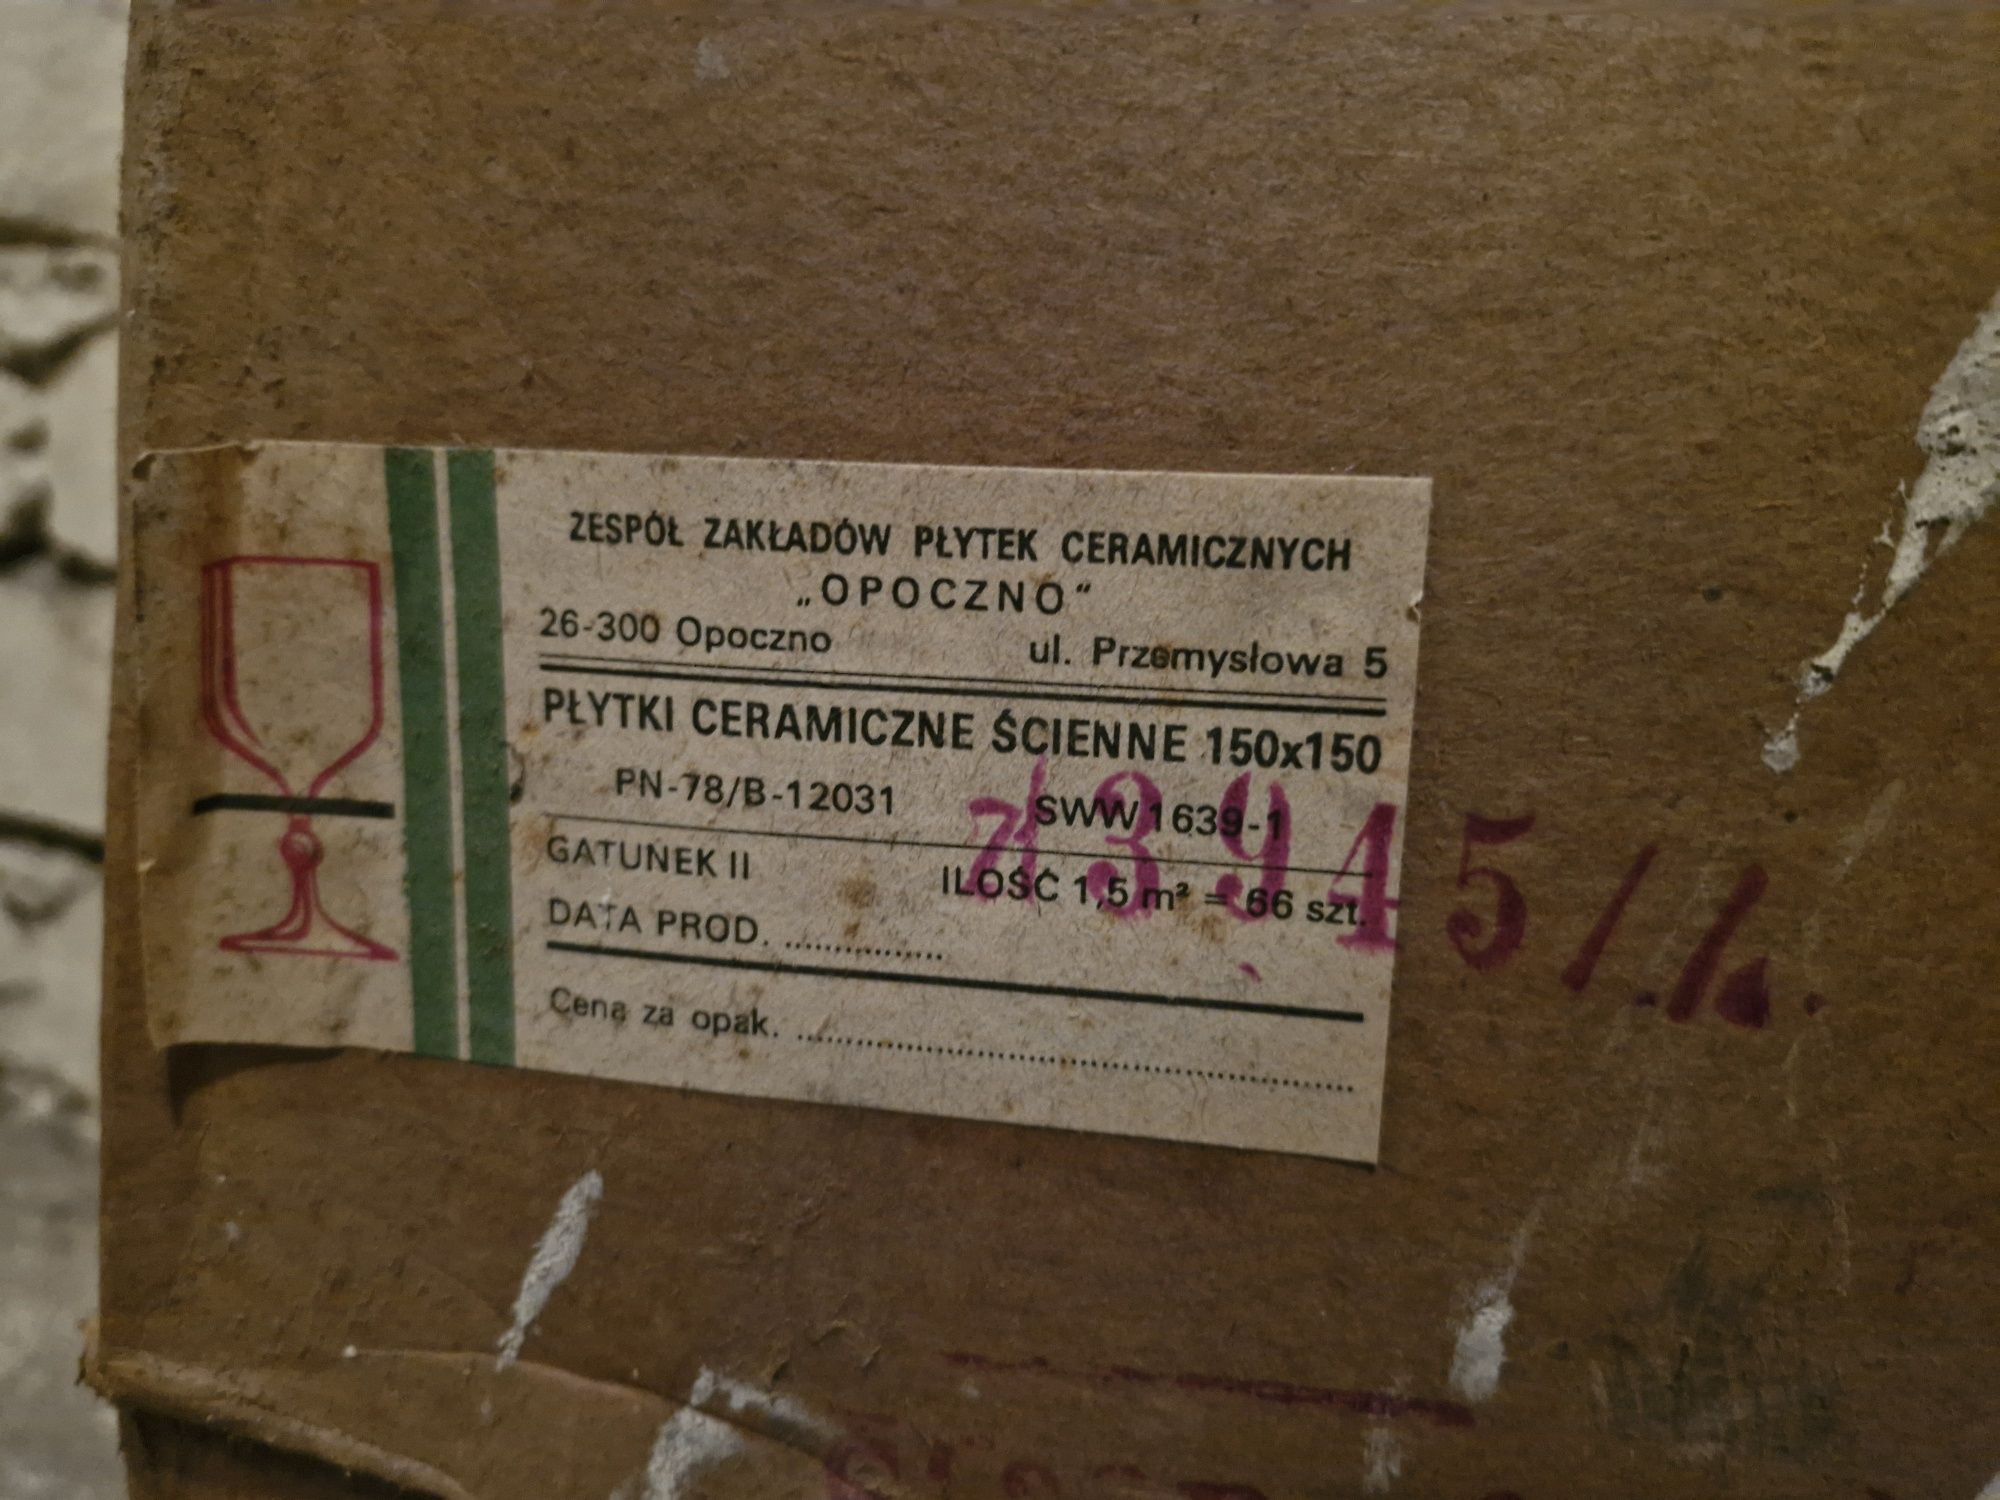 ZESPÓŁ ZAKŁADÓW PŁYTEK CERAMICZNYCH
„OPOCZNO“
26-300 Opoczno ul. Przemysłowa 5
PŁYTKI CERAMICZNE ŚCIENNE 150x150
PN-78/B-12031 SWW 1639-1
GATUNEK II ILOŚĆ 1,5 m² = 66 szt.
DATA PROD. ................
Cena za opak. ................................................
3945